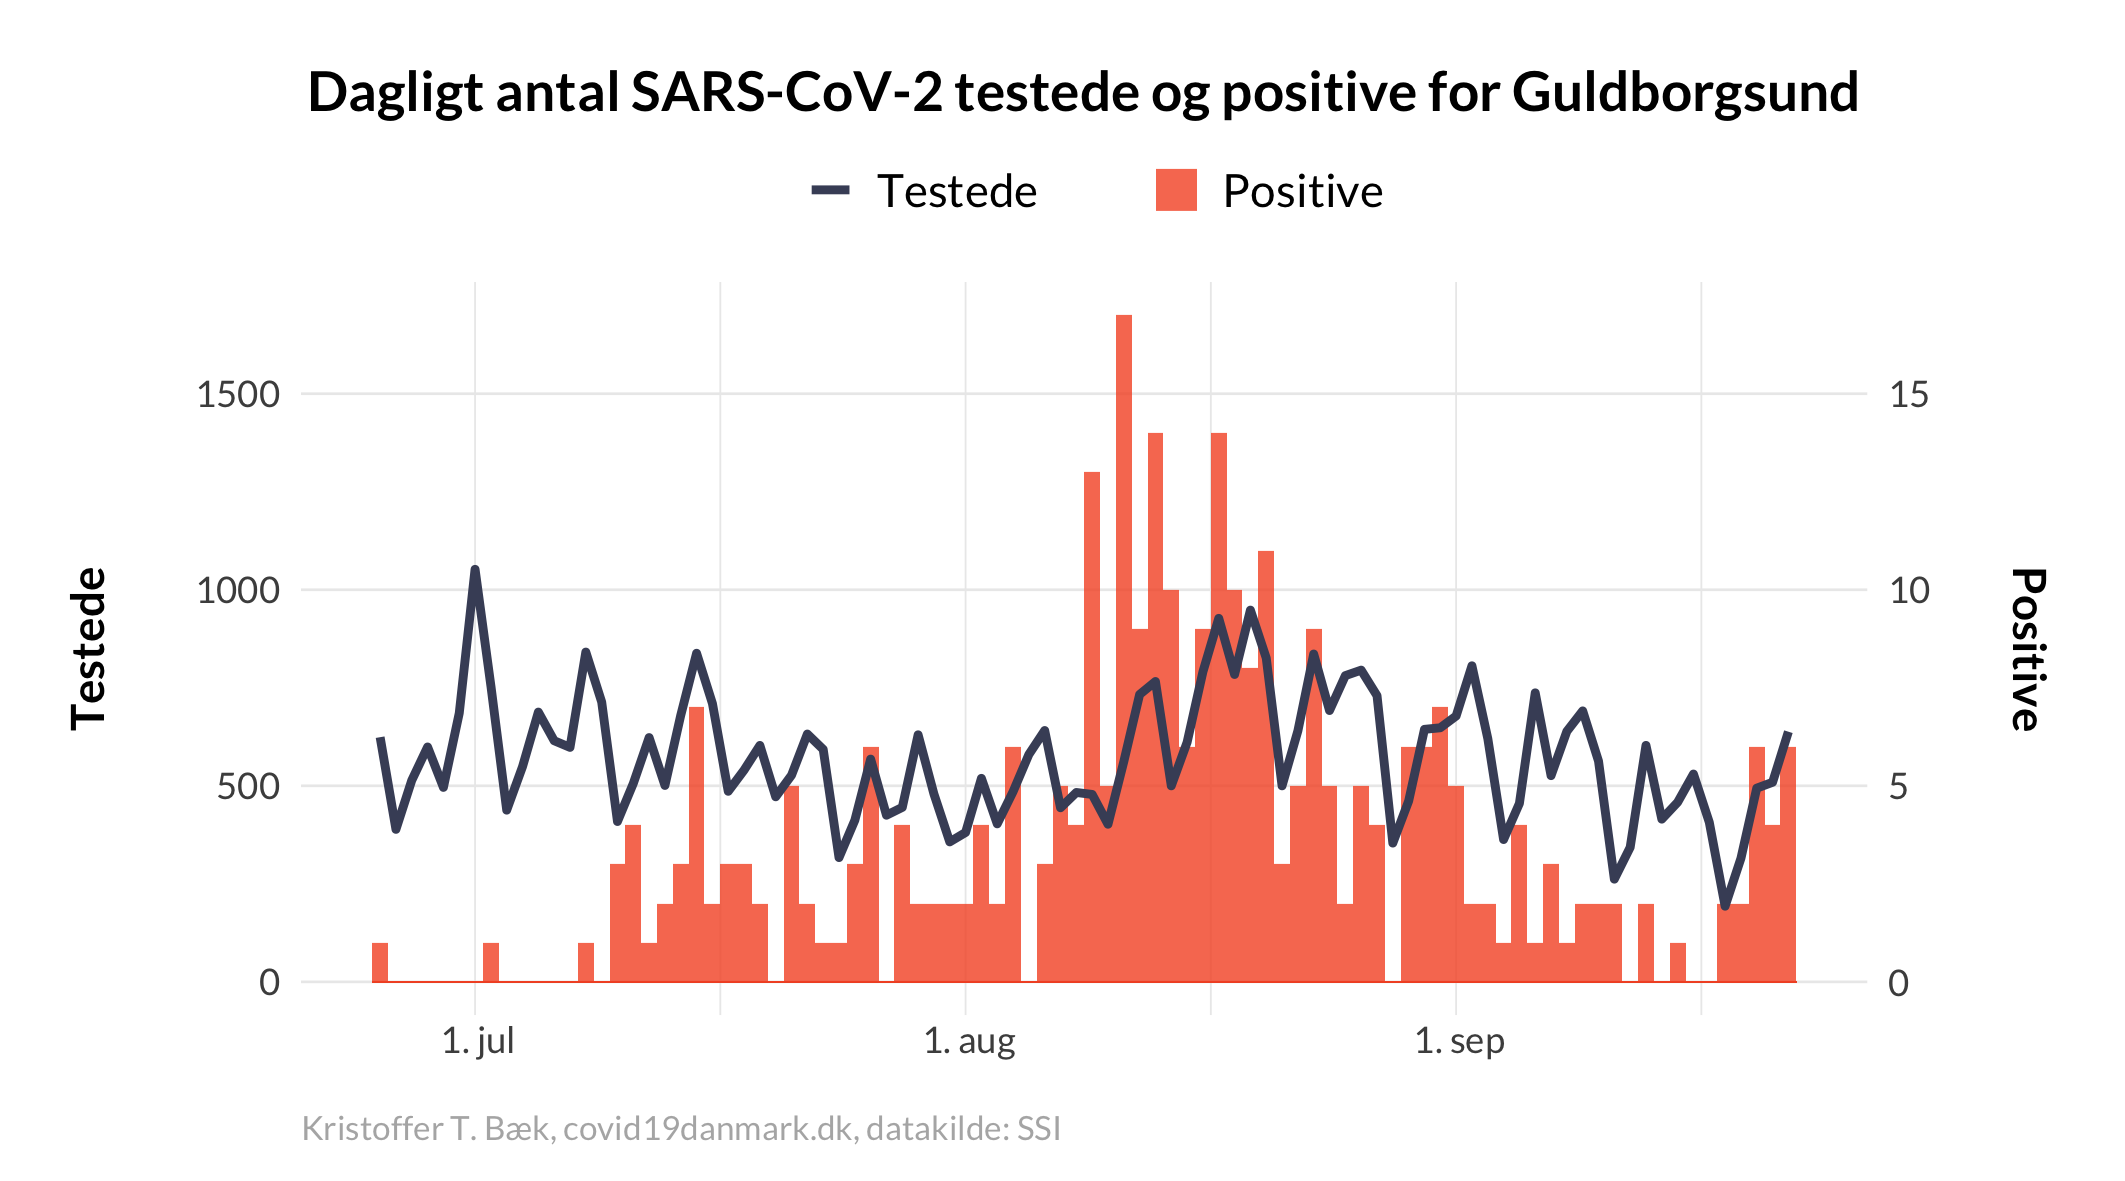 Dagligt antal SARS-CoV-2 testede og positive for Guldborgsund
Testede
Positive
Testede
1500
1000
500
0
15
10
5
0
Positive
1. jul
1. aug
1. sep
Kristoffer T. Bæk, covid19danmark.dk, datakilde: SSI